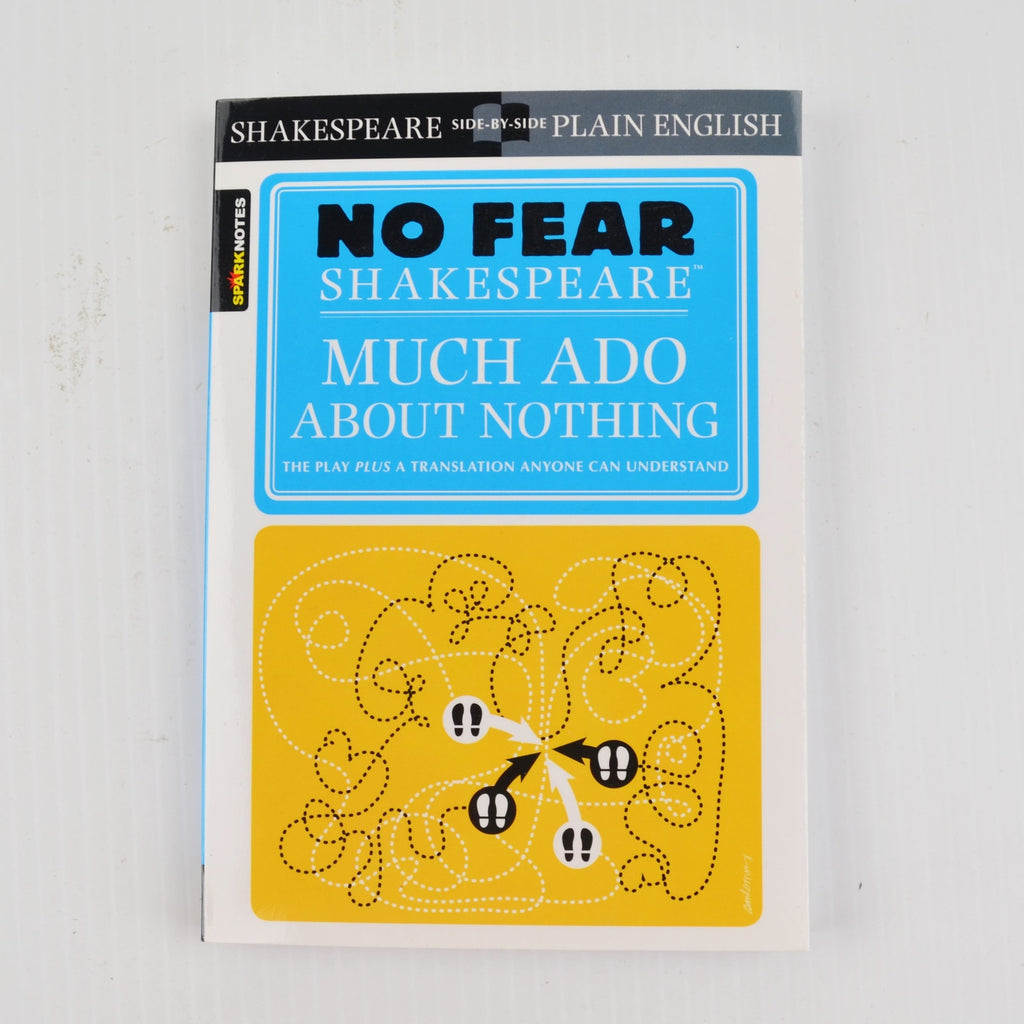 SHAKESPEARE SIDE-BY-SIDE PLAIN ENGLISH
SPARKNOTES
NO FEAR
SHAKESPEARE™
MUCH ADO
ABOUT NOTHING
THE PLAY PLUS A TRANSLATION ANYONE CAN UNDERSTAND